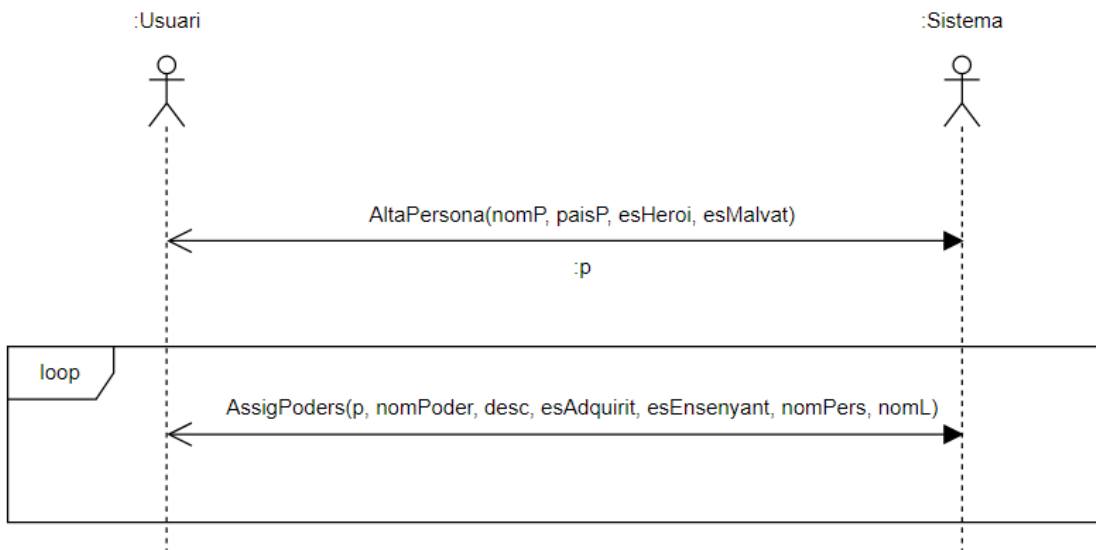 :Usuari
:Sistema
AltaPersona(nomP, paisP, esHeroi, esMalvat)
:p
loop
AssigPoders(p, nomPoder, desc, esAdquirit, esEnsenyant, nomPers, nomL)